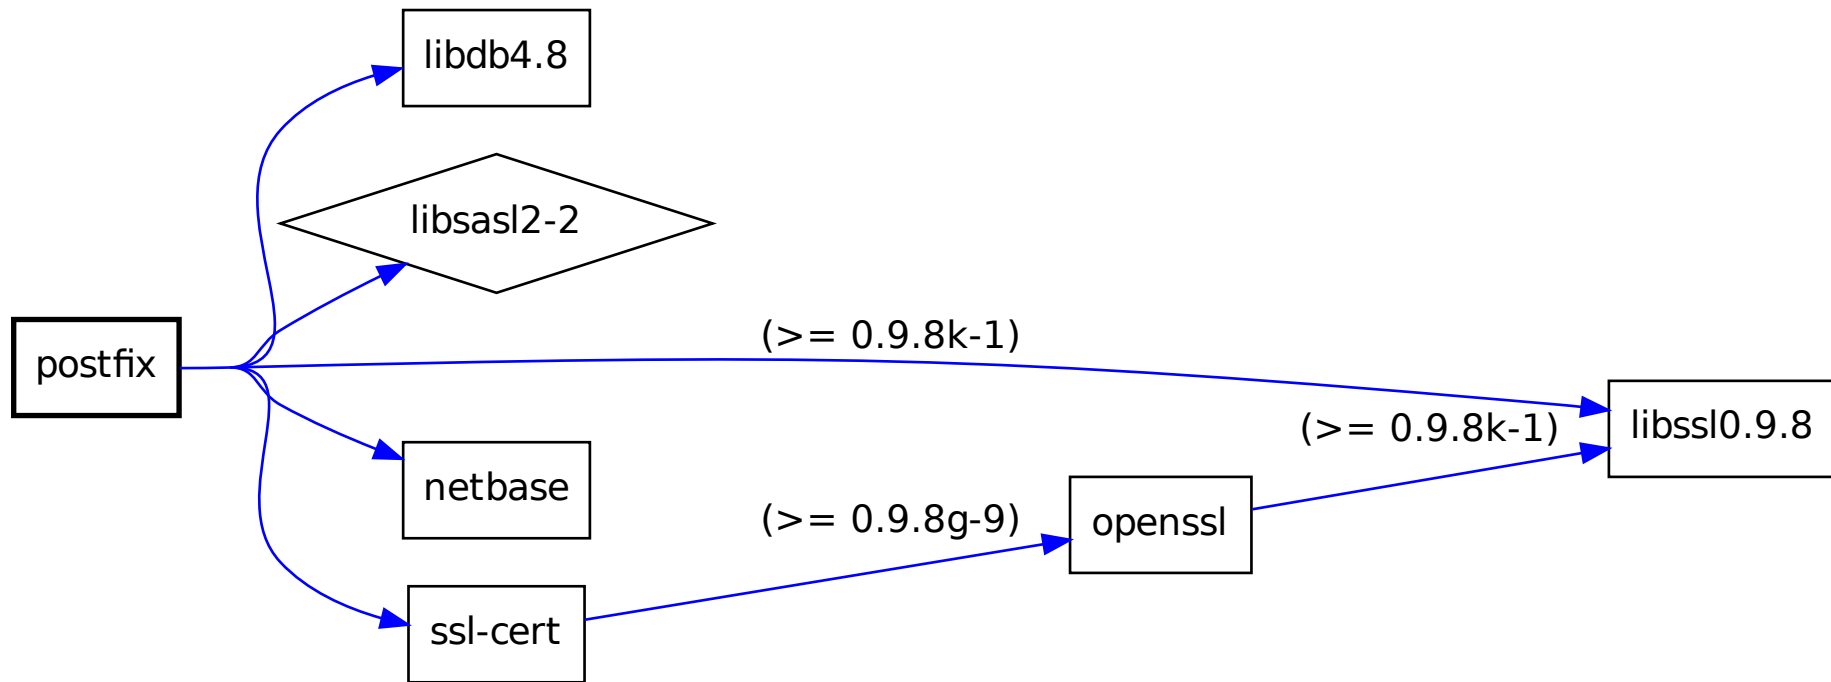 libdb4.8
libsasl2-2
(>= 0.9.8k-1)
postfix
libssl0.9.8
(>= 0.9.8k-1)
netbase
(>= 0.9.8g-9)
openssl
ssl-cert